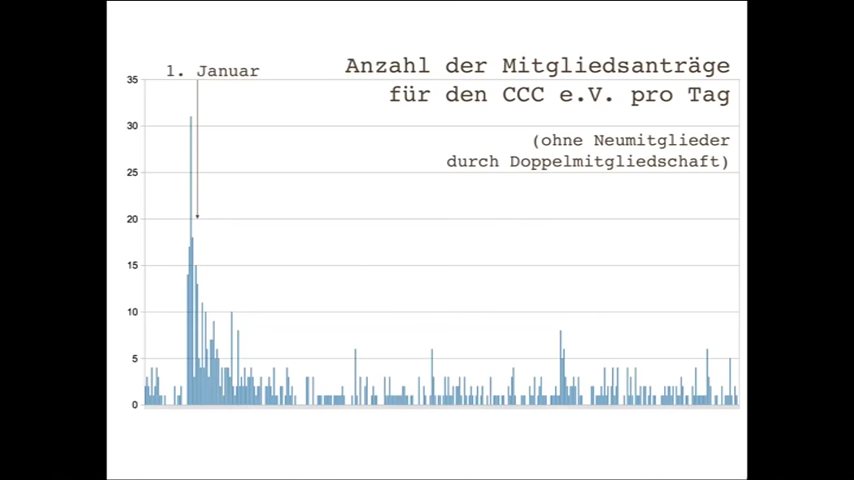 1. Januar
Anzahl der Mitgliedsanträge
für den CCC e.V. pro Tag
(ohne Neumitglieder
durch Doppelmitgliedschaft)
35
30
25
20
15
10
5
0